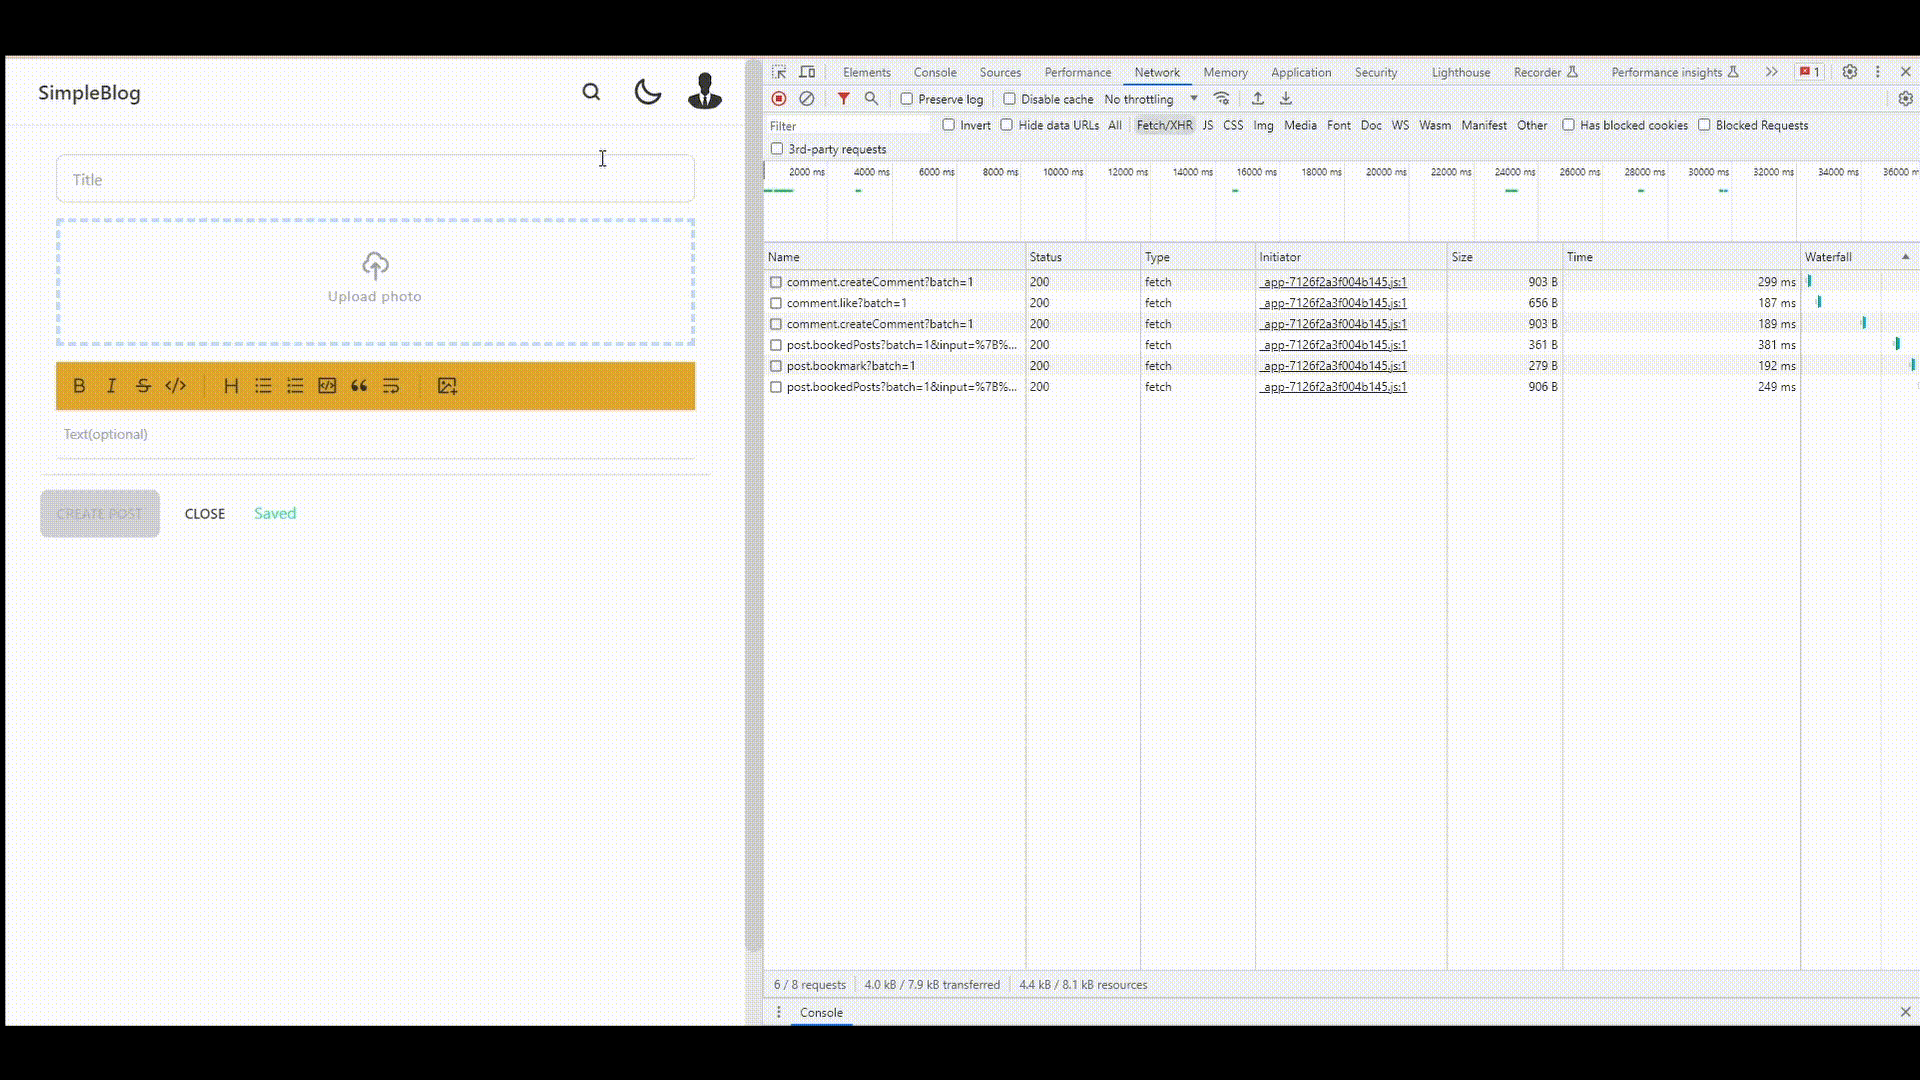 SimpleBlog
Title
Upload photo
Text(optional)
CREATE POST CLOSE Saved
Elements Console Sources Performance Network Memory Application Security Lighthouse Recorder Performance insights 1
Preserve log Disable cache No throttling
Filter Invert Hide data URLs All Fetch/XHR JS CSS Img Media Font Doc WS Wasm Manifest Other Has blocked cookies Blocked Requests
3rd-party requests
2000 ms 4000 ms 6000 ms 8000 ms 10000 ms 12000 ms 14000 ms 16000 ms 18000 ms 20000 ms 22000 ms 24000 ms 26000 ms 28000 ms 30000 ms 32000 ms 34000 ms 36000 m
Name Status Type Initiator Size Time Waterfall
comment.createComment?batch=1 200 fetch _app-7126f2a3f004b145.js:1 903 B 299 ms
comment.like?batch=1 200 fetch _app-7126f2a3f004b145.js:1 656 B 187 ms
comment.createComment?batch=1 200 fetch _app-7126f2a3f004b145.js:1 903 B 189 ms
post.bookedPosts?batch=1&input=%7B%... 200 fetch _app-7126f2a3f004b145.js:1 361 B 381 ms
post.bookmark?batch=1 200 fetch _app-7126f2a3f004b145.js:1 279 B 192 ms
post.bookedPosts?batch=1&input=%7B%... 200 fetch _app-7126f2a3f004b145.js:1 906 B 249 ms
6 / 8 requests 4.0 kB / 7.9 kB transferred 4.4 kB / 8.1 kB resources
Console